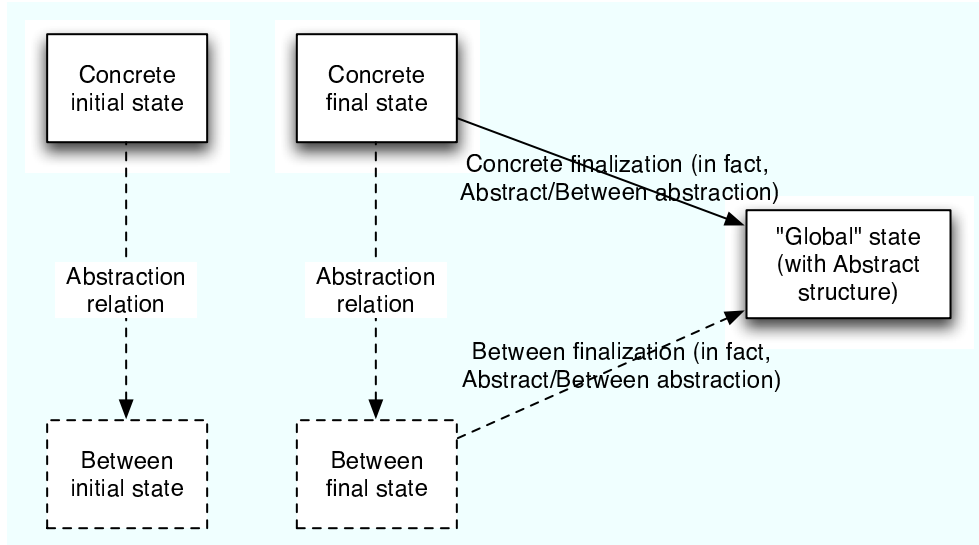 Concrete
initial state
Concrete
final state
Concrete finalization (in fact,
Abstract/Between abstraction)
"Global" state
(with Abstract
structure)
Abstraction
relation
Abstraction
relation
Between finalization (in fact,
Abstract/Between abstraction)
Between
initial state
Between
final state